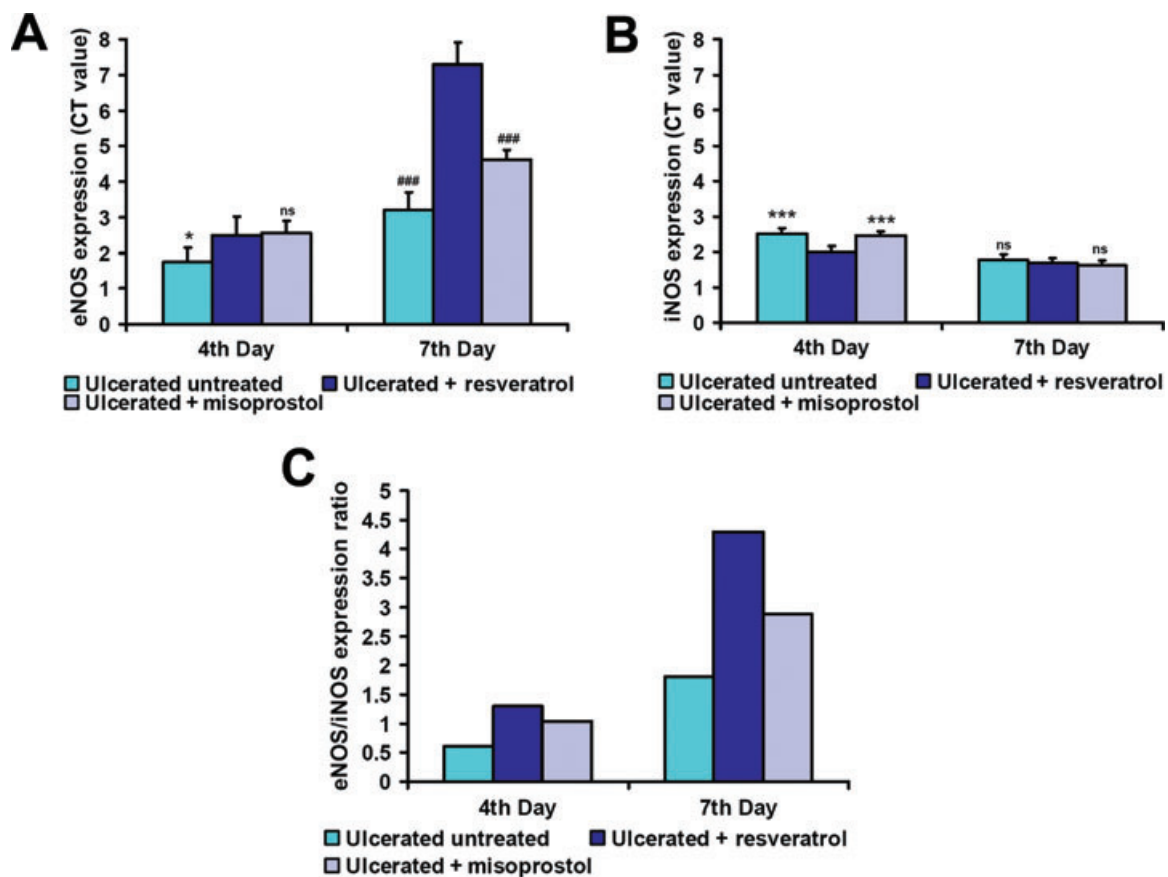 A
eNOS expression (CT value)
8
7
6
5
4
3
2
1
0
*
ns
###
###
4th Day 7th Day
Ulcerated untreated Ulcerated + resveratrol
Ulcerated + misoprostol
B
iNOS expression (CT value)
8
7
6
5
4
3
2
1
0
***
***
ns
ns
4th Day 7th Day
Ulcerated untreated Ulcerated + resveratrol
Ulcerated + misoprostol
C
eNOS/iNOS expression ratio
5
4.5
4
3.5
3
2.5
2
1.5
1
0.5
0
4th Day 7th Day
Ulcerated untreated Ulcerated + resveratrol
Ulcerated + misoprostol